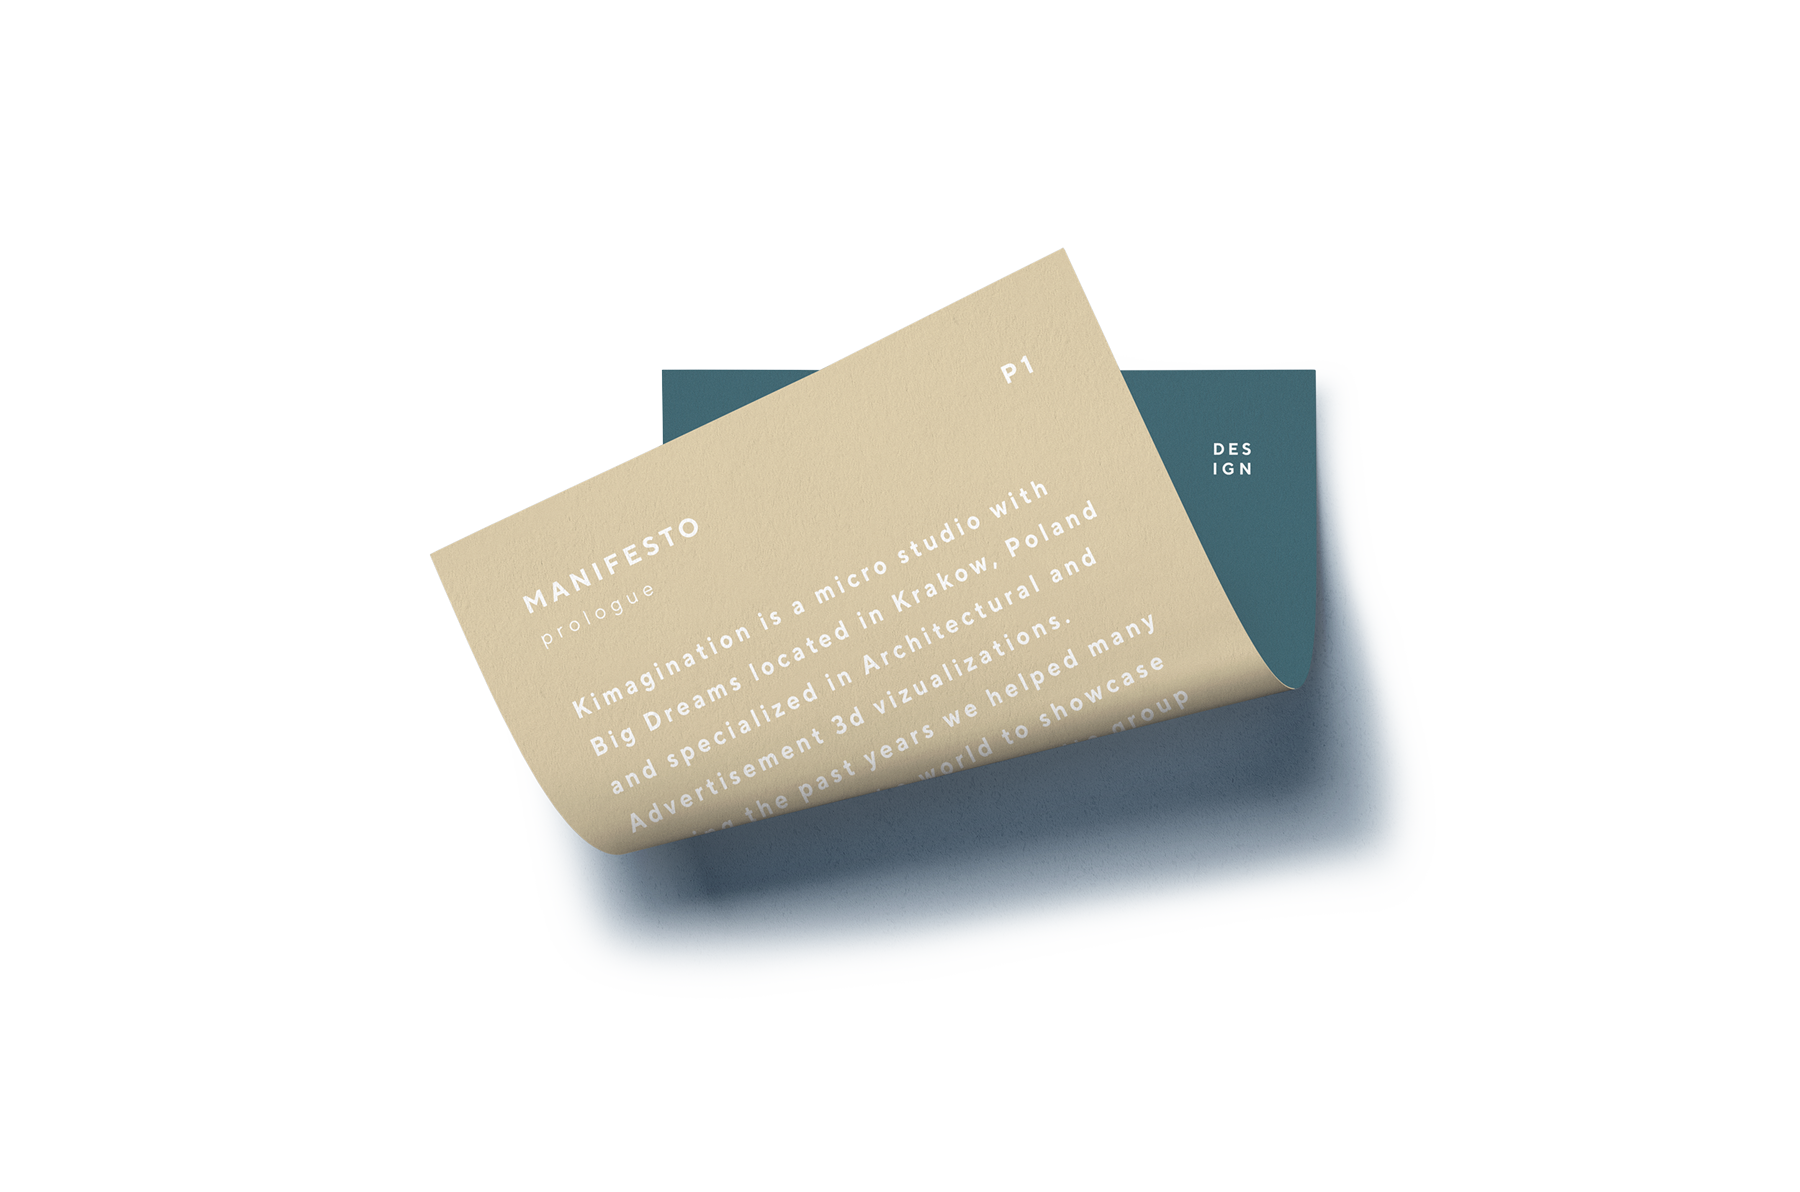 P1
MANIFESTO
prologue
Kimagination is a micro studio with
Big Dreams located in Krakow, Poland
and specialized in Architectural and
Advertisement 3d vizualizations.
the past years we helped many
world to showcase
group
DES
IGN